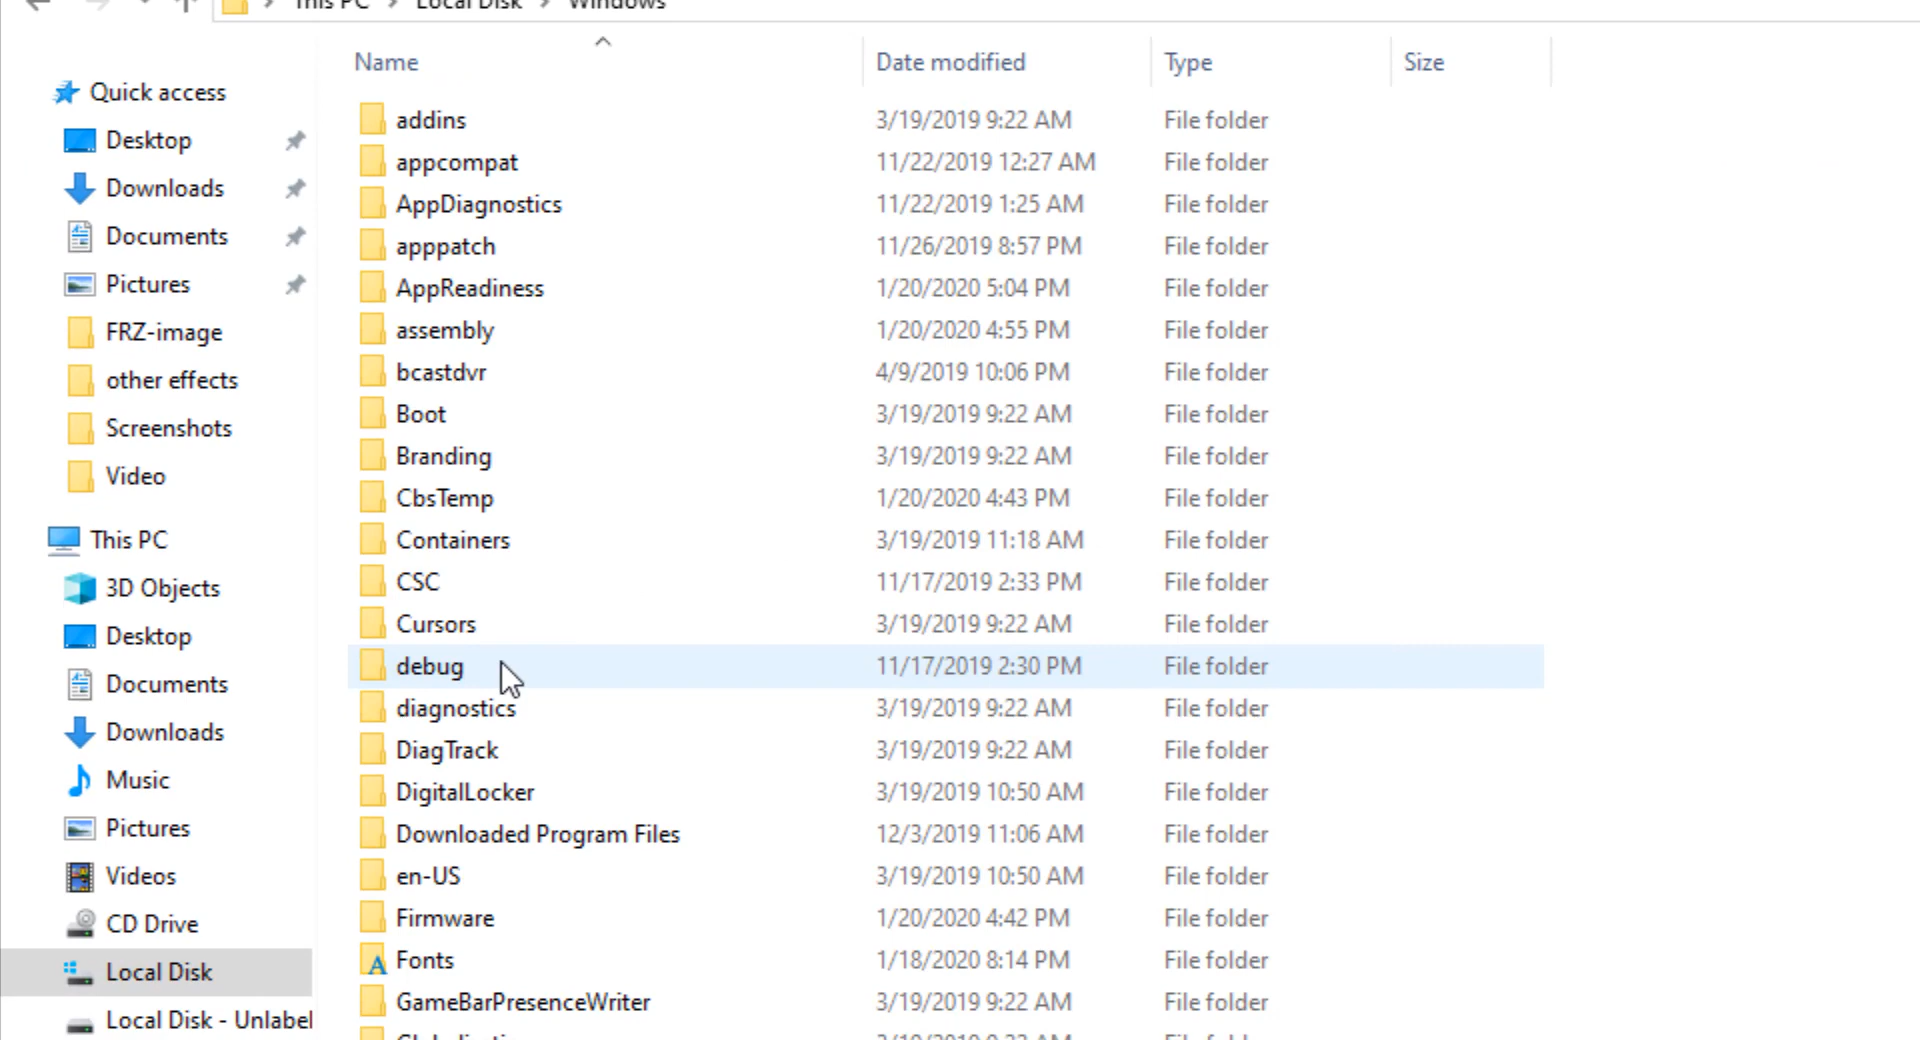 This PC > Local Disk > Windows
Name Date modified Type Size
Quick access
Desktop
Downloads
Documents
Pictures
FRZ-image
other effects
Screenshots
Video
This PC
3D Objects
Desktop
Documents
Downloads
Music
Pictures
Videos
CD Drive
Local Disk
Local Disk - Unlabel
addins 3/19/2019 9:22 AM File folder
appcompat 11/22/2019 12:27 AM File folder
AppDiagnostics 11/22/2019 1:25 AM File folder
apppatch 11/26/2019 8:57 PM File folder
AppReadiness 1/20/2020 5:04 PM File folder
assembly 1/20/2020 4:55 PM File folder
bcastdvr 4/9/2019 10:06 PM File folder
Boot 3/19/2019 9:22 AM File folder
Branding 3/19/2019 9:22 AM File folder
CbsTemp 1/20/2020 4:43 PM File folder
Containers 3/19/2019 11:18 AM File folder
CSC 11/17/2019 2:33 PM File folder
Cursors 3/19/2019 9:22 AM File folder
debug 11/17/2019 2:30 PM File folder
diagnostics 3/19/2019 9:22 AM File folder
DiagTrack 3/19/2019 9:22 AM File folder
DigitalLocker 3/19/2019 10:50 AM File folder
Downloaded Program Files 12/3/2019 11:06 AM File folder
en-US 3/19/2019 10:50 AM File folder
Firmware 1/20/2020 4:42 PM File folder
Fonts 1/18/2020 8:14 PM File folder
GameBarPresenceWriter 3/19/2019 9:22 AM File folder